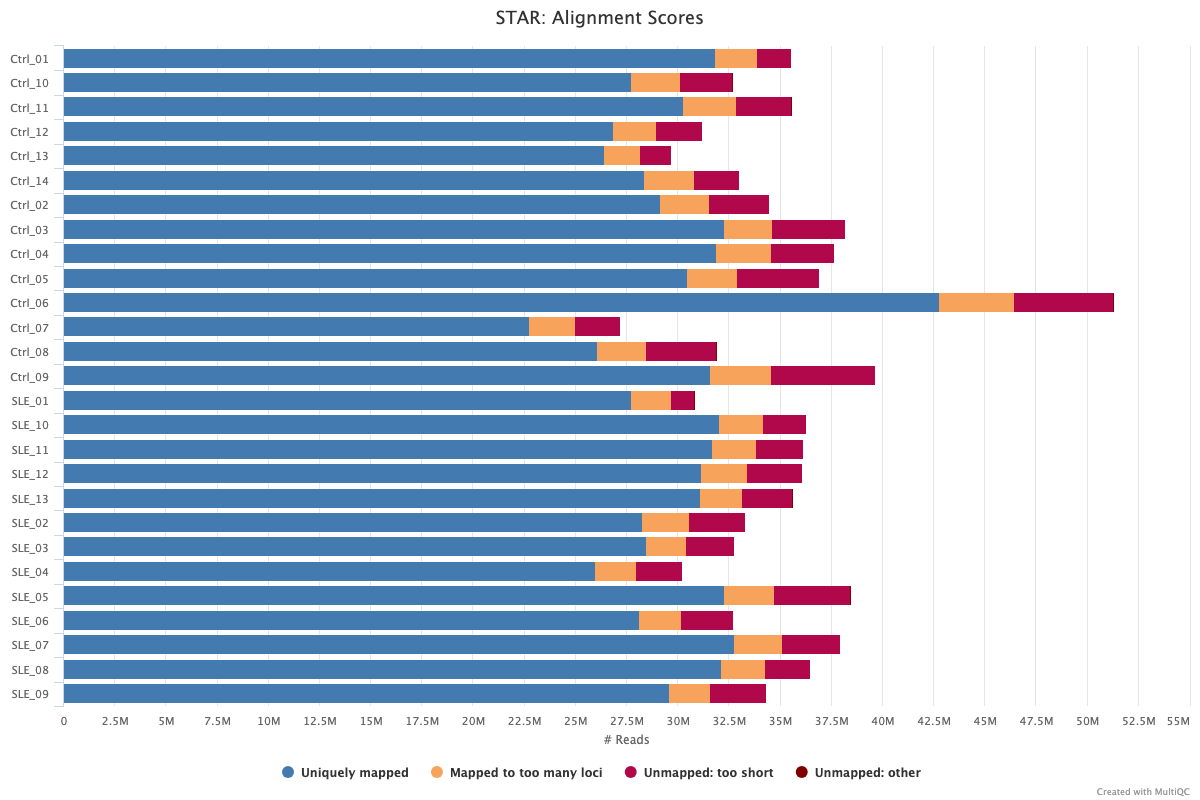 STAR: Alignment Scores
Ctrl_01
Ctrl_10
Ctrl_11
Ctrl_12
Ctrl_13
Ctrl_14
Ctrl_02
Ctrl_03
Ctrl_04
Ctrl_05
Ctrl_06
Ctrl_07
Ctrl_08
Ctrl_09
SLE_01
SLE_10
SLE_11
SLE_12
SLE_13
SLE_02
SLE_03
SLE_04
SLE_05
SLE_06
SLE_07
SLE_08
SLE_09
0 2.5M 5M 7.5M 10M 12.5M 15M 17.5M 20M 22.5M 25M 27.5M 30M 32.5M 35M 37.5M 40M 42.5M 45M 47.5M 50M 52.5M 55M
# Reads
Uniquely mapped Mapped to too many loci Unmapped: too short Unmapped: other
Created with MultiQC